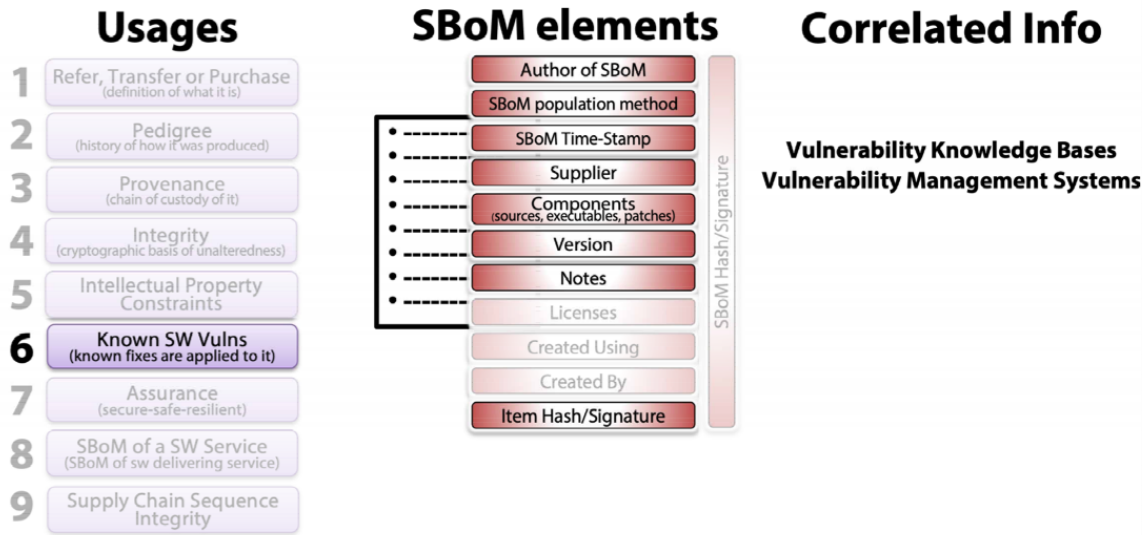 Usages
1
Refer, Transfer or Purchase
(definition of what it is)
2
Pedigree
(history of how it was produced)
3
Provenance
(chain of custody of it)
4
Integrity
(cryptographic basis of unalteredness)
5
Intellectual Property
Constraints
6
Known SW Vulns
(known fixes are applied to it)
7
Assurance
(secure-safe-resilient)
8
SBoM of a SW Service
(SBoM of sw delivering service)
9
Supply Chain Sequence
Integrity
SBoM elements
Author of SBoM
SBoM population method
SBoM Time-Stamp
Supplier
Components
(sources, executables, patches)
Version
Notes
Licenses
Created Using
Created By
Item Hash/Signature
SBoM Hash/Signature
Correlated Info
Vulnerability Knowledge Bases
Vulnerability Management Systems